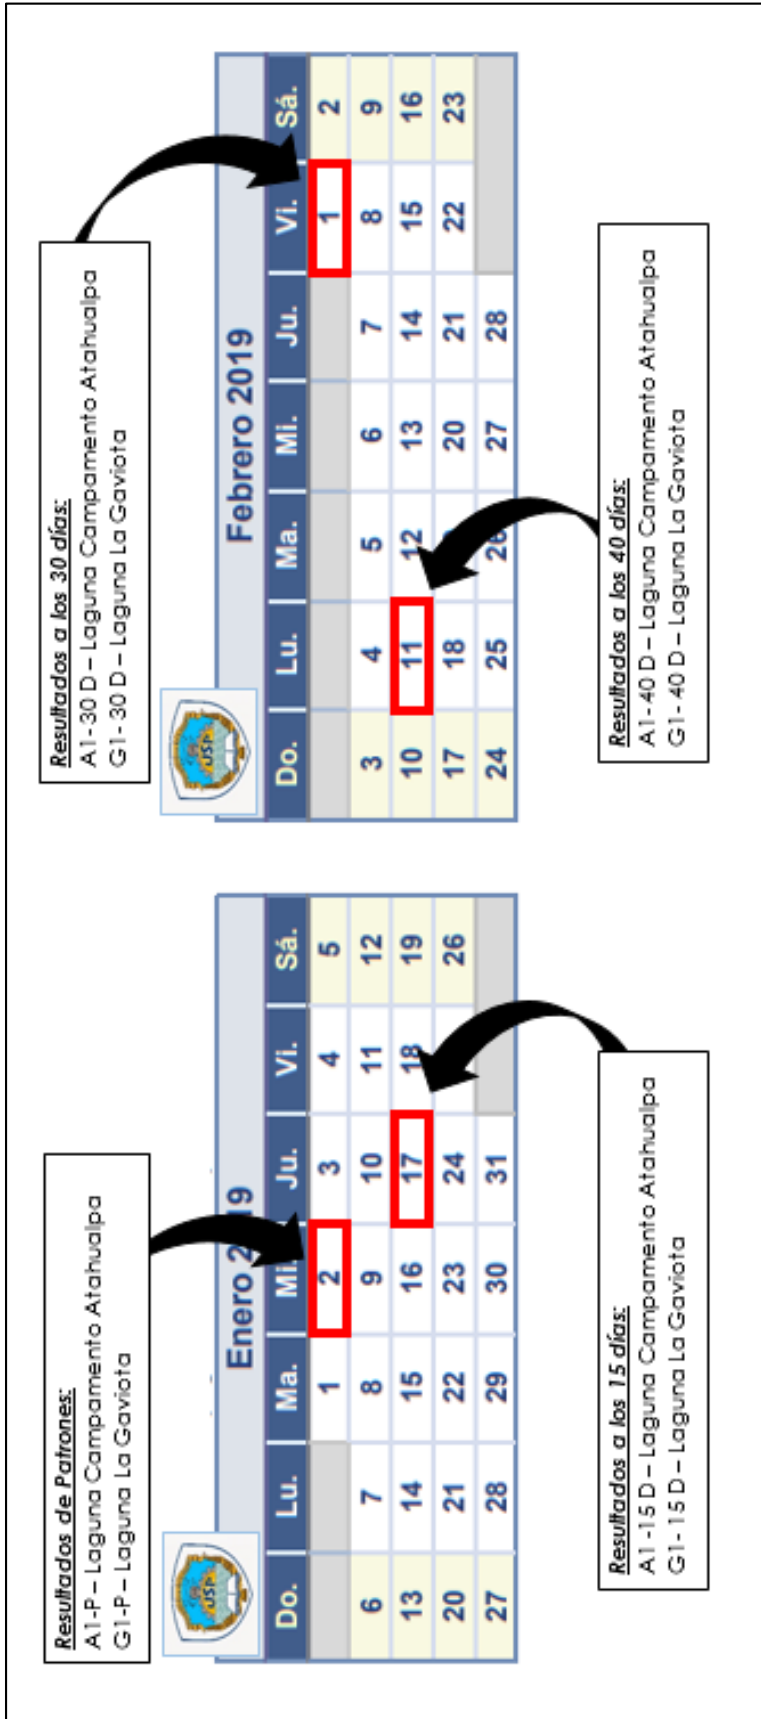 Resultados de Patrones:
A1-P – Laguna Campamento Atahualpa
G1-P – Laguna La Gaviota
USP
Enero 2 19
Do. Lu. Ma. Mi Ju. Vi. Sá.
1 2 3 4 5
6 7 8 9 10 11 12
13 14 15 16 17 18 19
20 21 22 23 24 26
27 28 29 30 31
Resultados a los 15 días:
A1 -15 D – Laguna Campamento Atahualpa
G1- 15 D – Laguna La Gaviota
Resultados a los 30 días:
A1-30 D – Laguna Campamento Atahualpa
G1- 30 D – Laguna La Gaviota
USP
Febrero 2019
Do. Lu. Ma. Mi. Ju. Vi. Sá.
1 2
3 4 5 6 7 8 9
10 11 12 13 14 15 16
17 18 20 21 22 23
24 25 26 27 28
Resultados a los 40 días:
A1-40 D – Laguna Campamento Atahualpa
G1- 40 D – Laguna La Gaviota